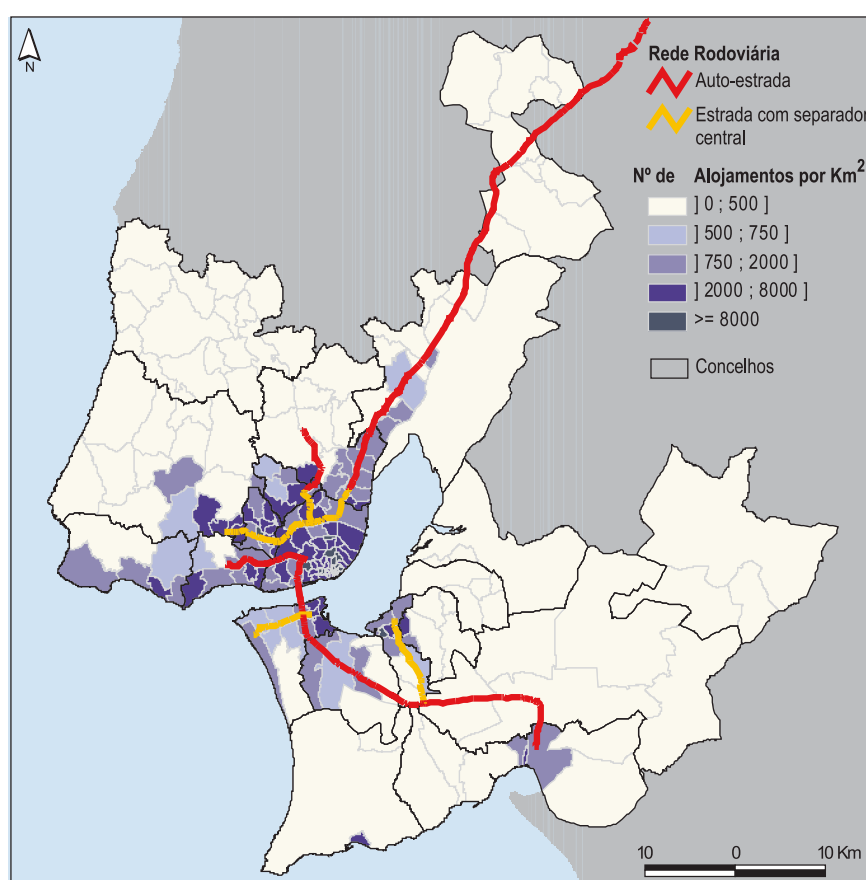 N
Rede Rodoviária
Auto-estrada
Estrada com separador
central
Nº de Alojamentos por Km2
] 0 ; 500 ]
] 500 ; 750 ]
] 750 ; 2000 ]
] 2000 ; 8000 ]
>= 8000
Concelhos
10 0 10 Km